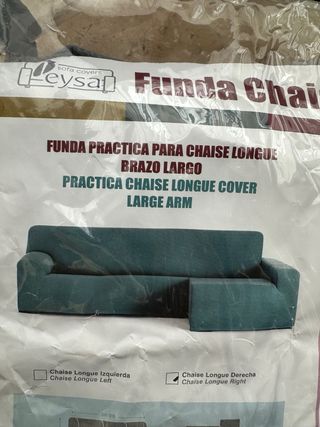 sofa covers
eysa
Funda Chai
FUNDA PRACTICA PARA CHAISE LONGUE
BRAZO LARGO
PRACTICA CHAISE LONGUE COVER
LARGE ARM
Chaise Longue Izquierda
Chaise Longue Left
Chaise Longue Derecha
Chaise Longue Right